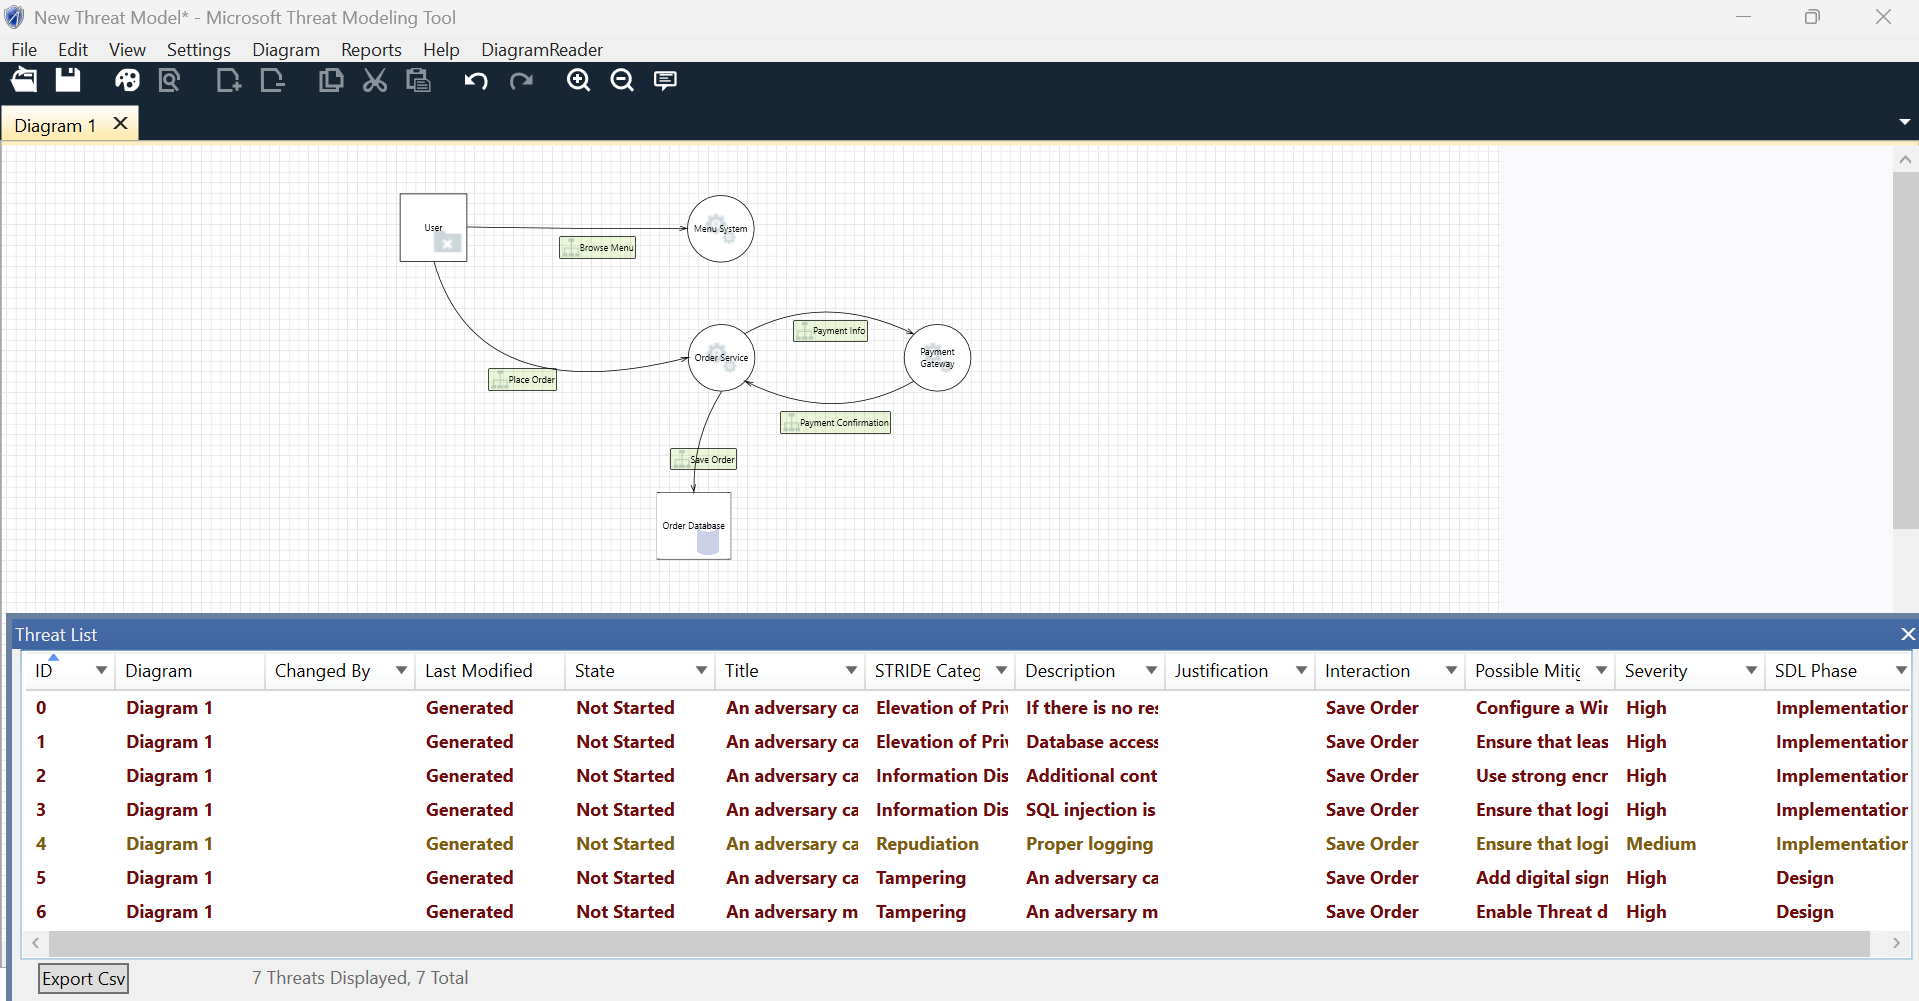 New Threat Model* - Microsoft Threat Modeling Tool
File Edit View Settings Diagram Reports Help DiagramReader
Diagram 1
User
Menu System
Browse Menu
Payment Info
Order Service
Payment Gateway
Place Order
Payment Confirmation
Save Order
Order Database
Threat List
ID Diagram Changed By Last Modified State Title STRIDE Categ Description Justification Interaction Possible Mitig Severity SDL Phase
0 Diagram 1 Generated Not Started An adversary ca Elevation of Priv If there is no res Save Order Configure a Wir High Implementation
1 Diagram 1 Generated Not Started An adversary ca Elevation of Priv Database access Save Order Ensure that leas High Implementation
2 Diagram 1 Generated Not Started An adversary ca Information Dis Additional cont Save Order Use strong encr High Implementation
3 Diagram 1 Generated Not Started An adversary ca Information Dis SQL injection is Save Order Ensure that logi High Implementation
4 Diagram 1 Generated Not Started An adversary ca Repudiation Proper logging Save Order Ensure that logi Medium Implementation
5 Diagram 1 Generated Not Started An adversary ca Tampering An adversary ca Save Order Add digital sign High Design
6 Diagram 1 Generated Not Started An adversary m Tampering An adversary m Save Order Enable Threat d High Design
Export Csv 7 Threats Displayed, 7 Total